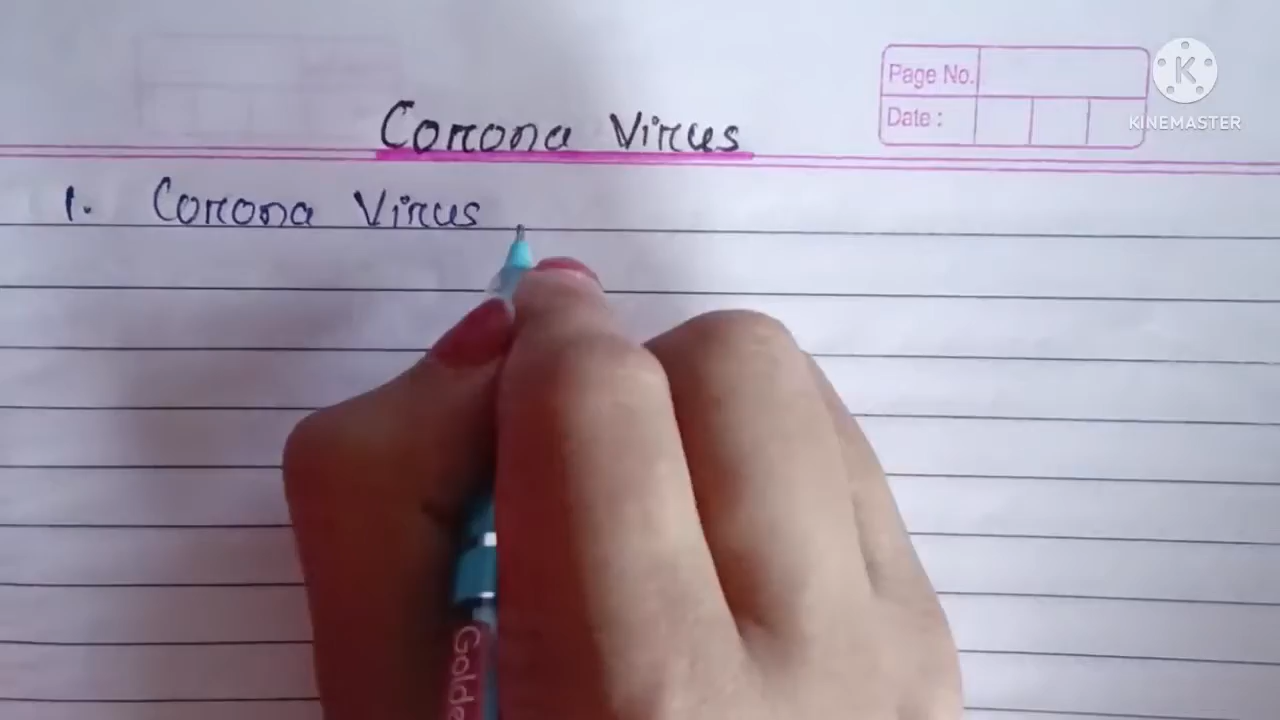 Page No.
Date :
K
KINEMASTER
Corona Virus
1. Corona Virus
Golde